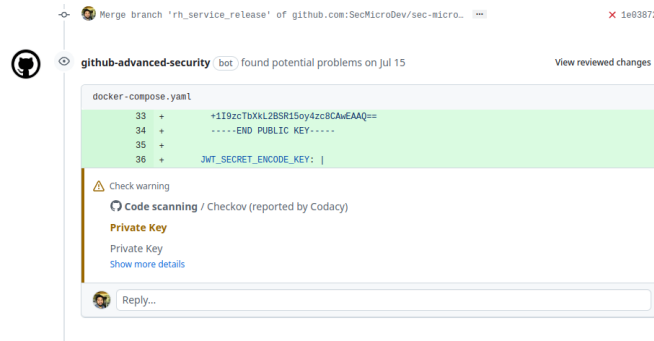 Merge branch 'rh_service_release' of github.com:SecMicroDev/sec-micro… ... × 1e0387
github-advanced-security bot found potential problems on Jul 15 View reviewed changes
docker-compose.yaml
33 + +1I9zcTbXkL2BSR15oy4zc8CAwEAAQ==
34 + -----END PUBLIC KEY-----
35 +
36 + JWT_SECRET_ENCODE_KEY: |
Check warning
Code scanning / Checkov (reported by Codacy)
Private Key
Private Key
Show more details
Reply...